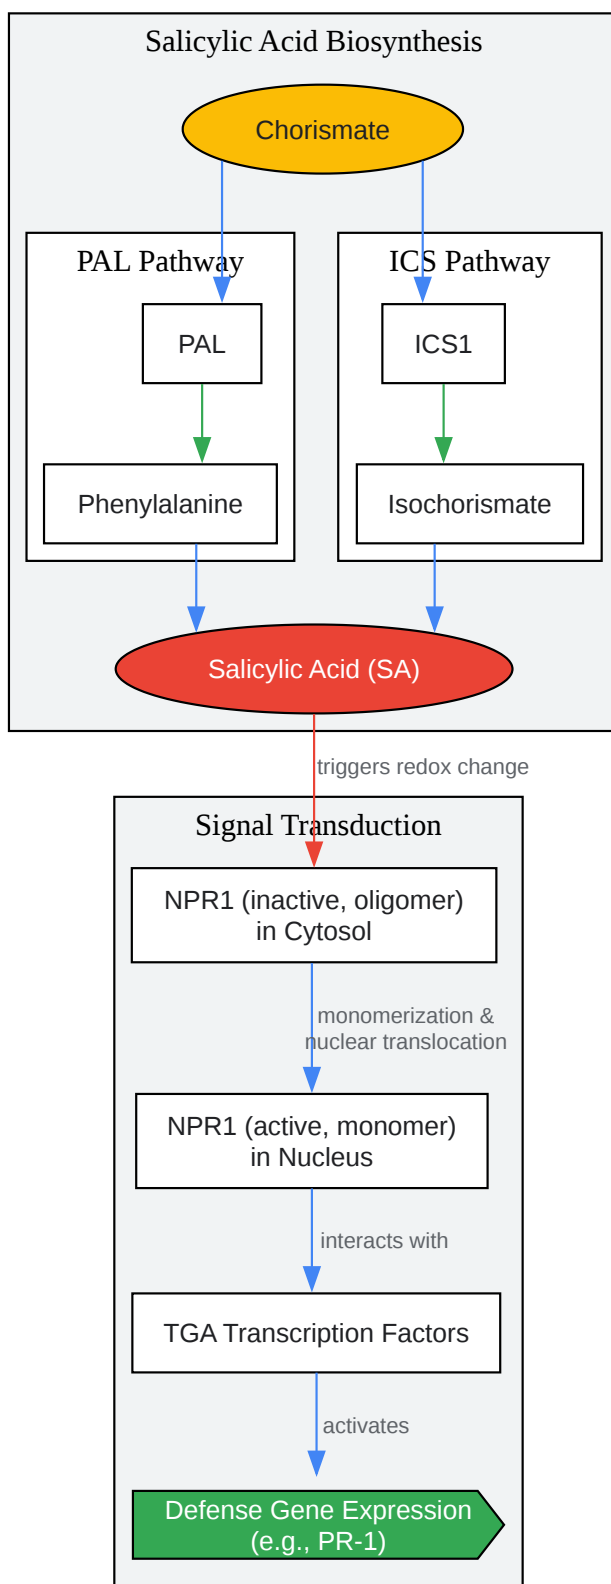 Salicylic Acid Biosynthesis
Chorismate
PAL Pathway
ICS Pathway
PAL
ICS1
Phenylalanine
Isochorismate
Salicylic Acid (SA)
triggers redox change
Signal Transduction
NPR1 (inactive, oligomer)
in Cytosol
monomerization &
nuclear translocation
NPR1 (active, monomer)
in Nucleus
interacts with
TGA Transcription Factors
activates
Defense Gene Expression
(e.g., PR-1)